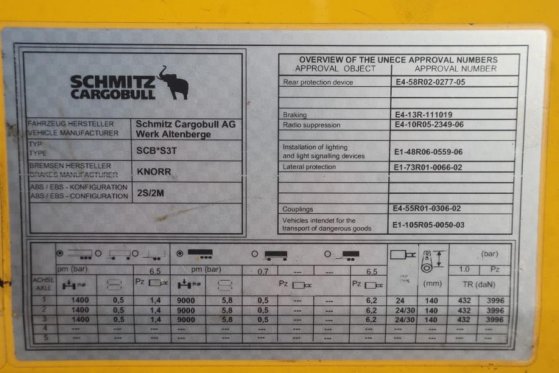 SCHMITZ
CARGOBULL
FAHRZEUG HERSTELLER
VEHICLE MANUFACTURER
Schmitz Cargobull AG
Werk Altenberge
TYP
TYPE
SCB*S3T
BREMSEN HERSTELLER
BRAKES MANUFACTURER
KNORR
ABS / EBS - KONFIGURATION
ABS / EBS - CONFIGURATION
2S/2M
OVERVIEW OF THE UNECE APPROVAL NUMBERS
APPROVAL OBJECT APPROVAL NUMBER
Rear protection device E4-58R02-0277-05
Braking E4-13R-111019
Radio suppression E4-10R05-2349-06
Installation of lighting
and light signalling devices E1-48R06-0559-06
Lateral protection E1-73R01-0066-02
Couplings E4-55R01-0306-02
Vehicles intendet for the
transport of dangerous goods E1-105R05-0050-03
(bar)
pm (bar) 6.5 pm (bar) 0.7 --- --- 6.5 1.0 Pz
ACHSE Pz Pz Pz (mm) TR (daN)
1 1400 0,5 1,4 9000 5.8 0,5 --- --- 6,2 24 140 432 3996
2 1400 0,5 1,4 9000 5.8 0,5 --- --- 6,2 24/30 140 432 3996
3 1400 0,5 1,4 9000 5.8 0,5 --- --- 6,2 24/30 140 432 3996
4 --- --- --- --- --- --- --- --- --- --- --- --- ---
5 --- --- --- --- --- --- --- --- --- --- --- --- ---